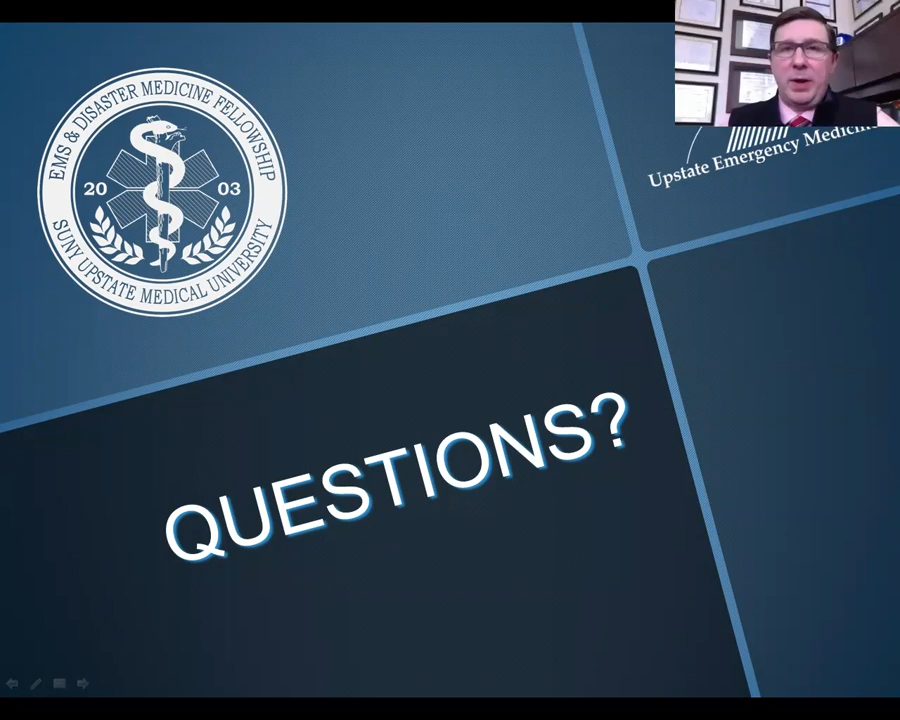 EMS & DISASTER MEDICINE FELLOWSHIP
20 03
SUNY UPSTATE MEDICAL UNIVERSITY
Upstate Emergency Medicine
QUESTIONS?